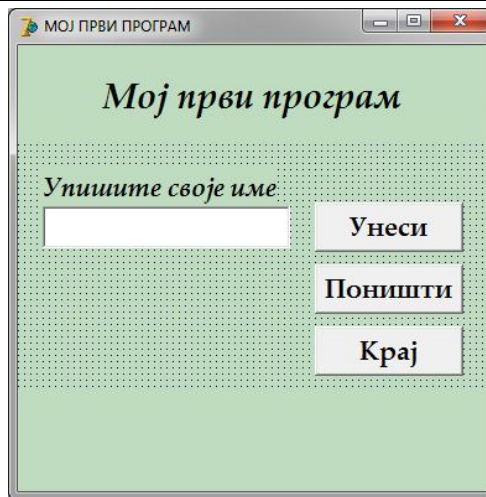 МОЈ ПРВИ ПРОГРАМ
Мој први програм
Упишите своје име
Унеси
Поништи
Крај